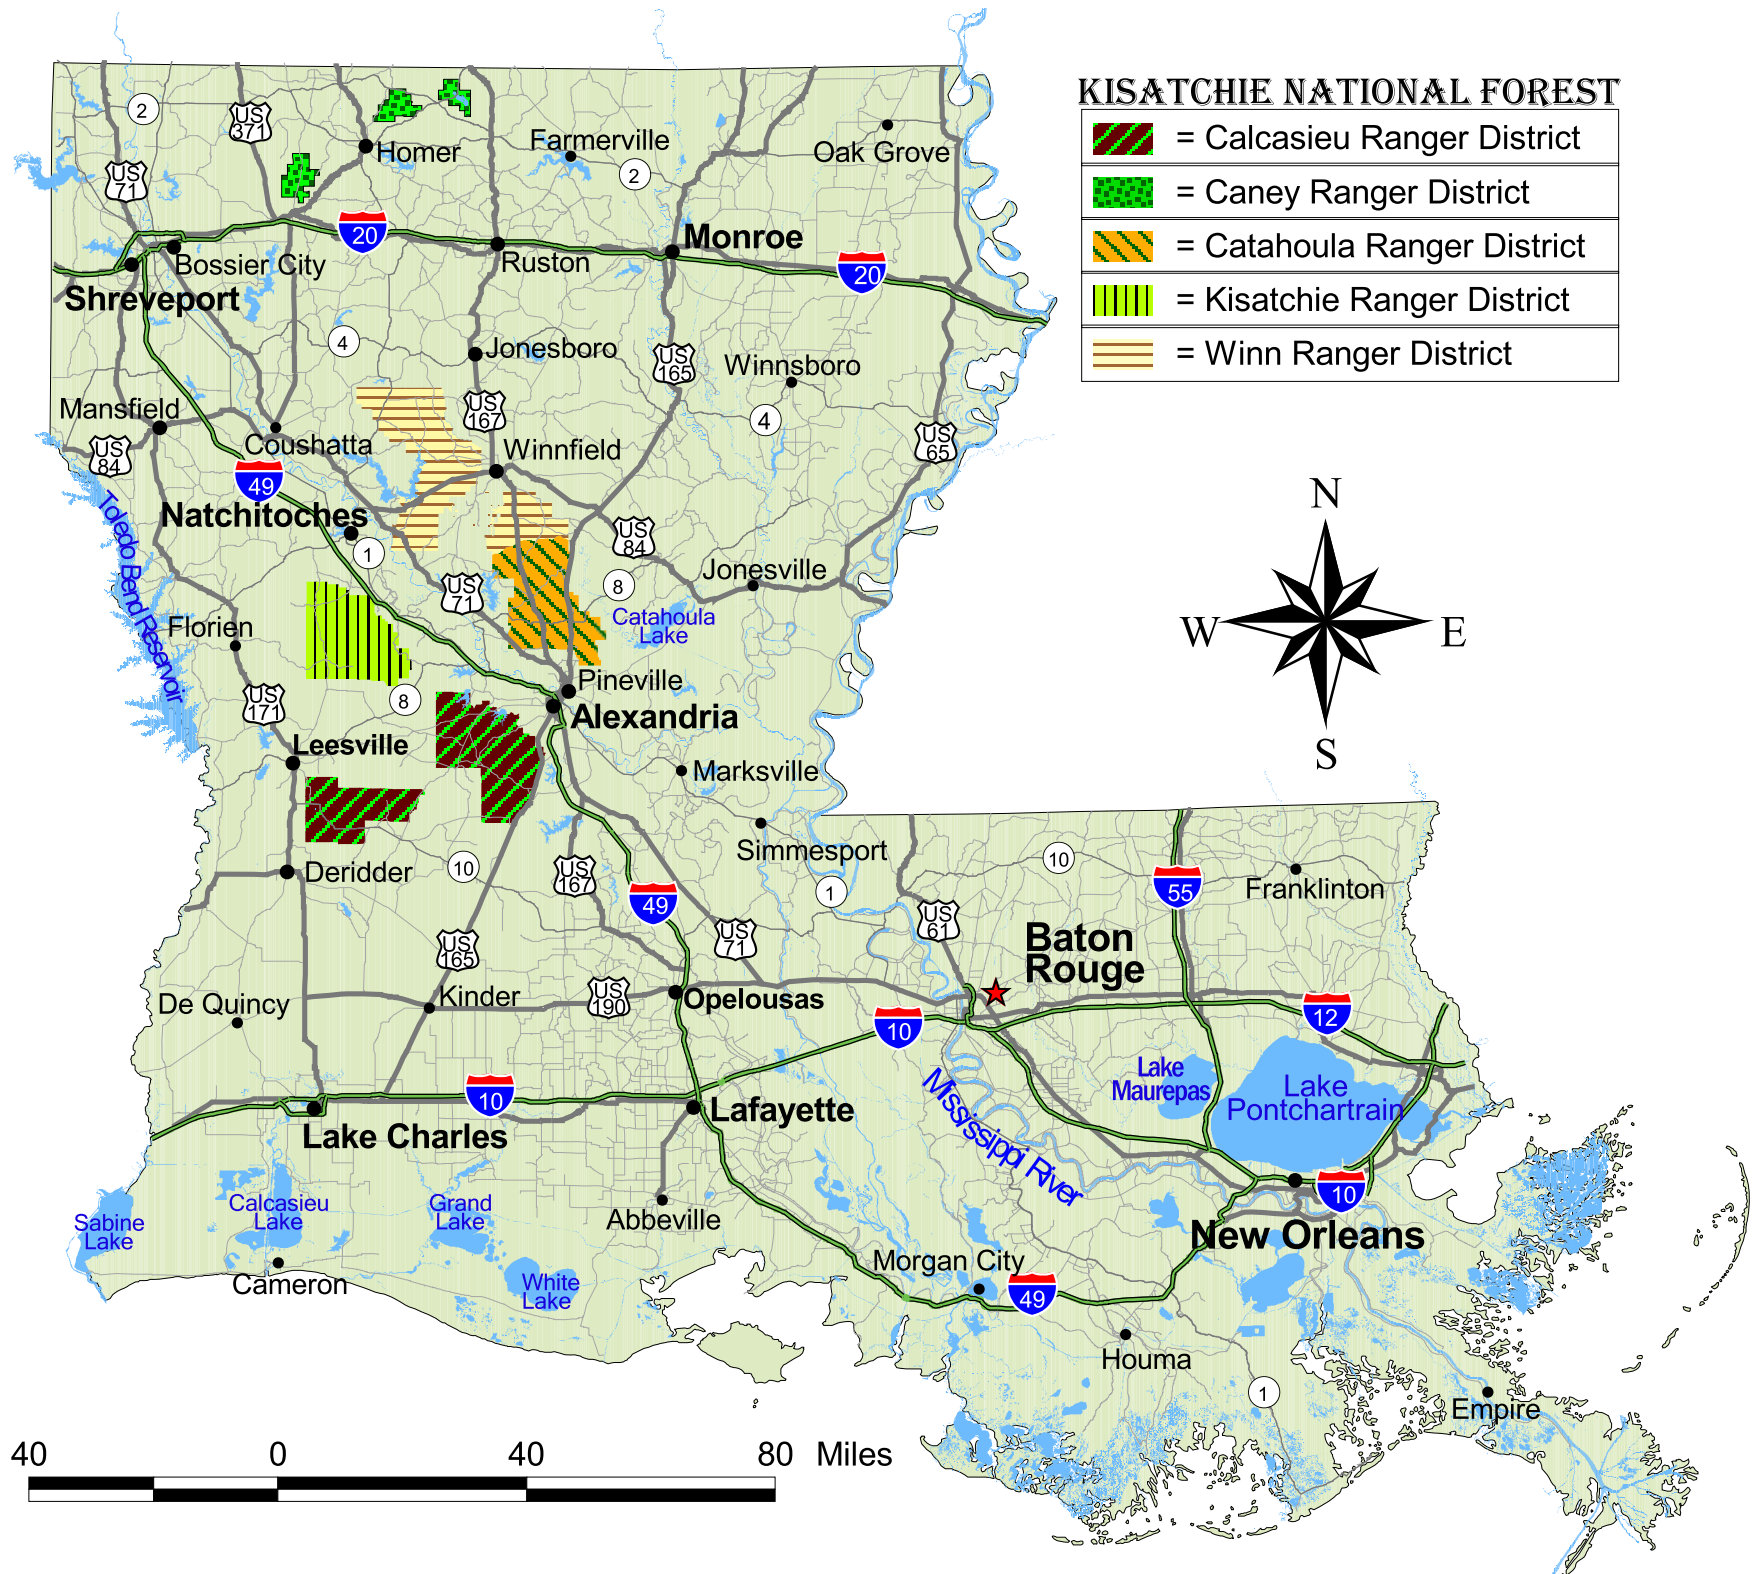 KISATCHIE NATIONAL FOREST
= Calcasieu Ranger District
= Caney Ranger District
= Catahoula Ranger District
= Kisatchie Ranger District
= Winn Ranger District
N
W
E
S
2
US
371
US
71
Homer
Farmerville
2
Oak Grove
20
Monroe
Bossier City
Ruston
20
Shreveport
4
Jonesboro
US
165
Winnsboro
Mansfield
US
167
4
Coushatta
Winnfield
US
84
US
65
49
Natchitoches
1
US
84
Toledo Bend Reservoir
US
71
8
Jonesville
Catahoula
Lake
Florien
Pineville
8
US
171
Alexandria
Leesville
Marksville
Simmesport
Deridder
10
US
167
49
1
10
55
Franklinton
US
61
US
71
Baton
Rouge
US
165
De Quincy
Kinder
US
190
Opelousas
10
12
Lake
Maurepas
Lake
Pontchartrain
Mississippi River
10
Lafayette
Lake Charles
10
Sabine
Lake
Calcasieu
Lake
Grand
Lake
Abbeville
New Orleans
Cameron
White
Lake
Morgan City
49
Houma
1
Empire
40 0 40 80 Miles